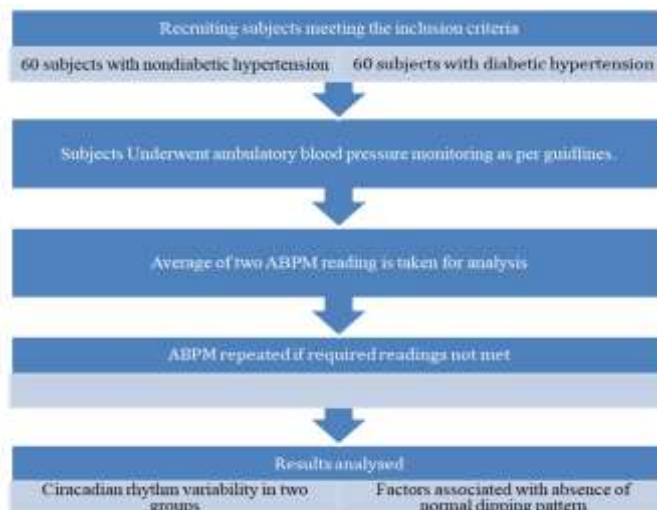 Recruiting subjects meeting the inclusion criteria
60 subjects with nondiabetic hypertension
60 subjects with diabetic hypertension
Subjects Underwent ambulatory blood pressure monitoring as per guidlines.
Average of two ABPM reading is taken for analysis
ABPM repeated if required readings not met
Results analysed
Ciracadian rhythm variability in two
groups
Factors associated with absence of
normal dipping pattern